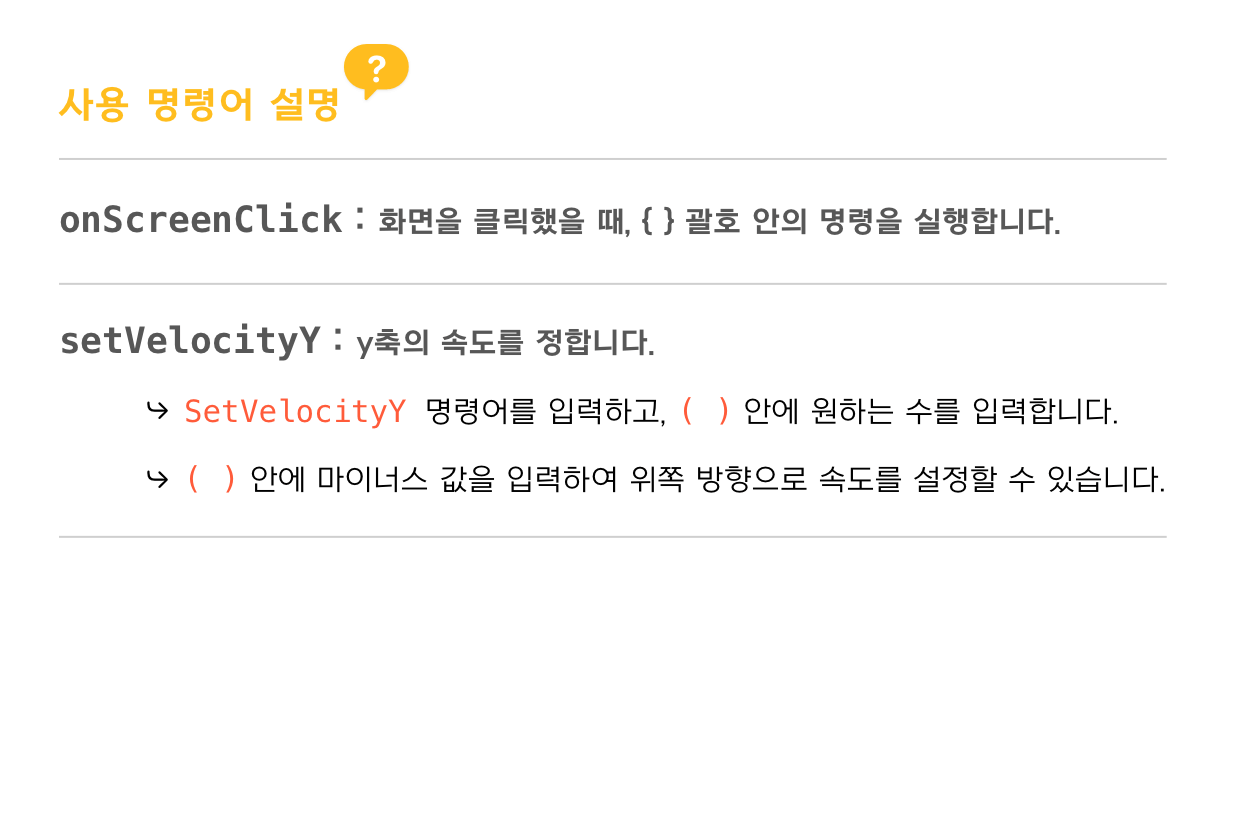 사용 명령어 설명 ?
onScreenClick : 화면을 클릭했을 때, { } 괄호 안의 명령을 실행합니다.
setVelocityY : y축의 속도를 정합니다.
↪ SetVelocityY 명령어를 입력하고, ( ) 안에 원하는 수를 입력합니다.
↪ ( ) 안에 마이너스 값을 입력하여 위쪽 방향으로 속도를 설정할 수 있습니다.